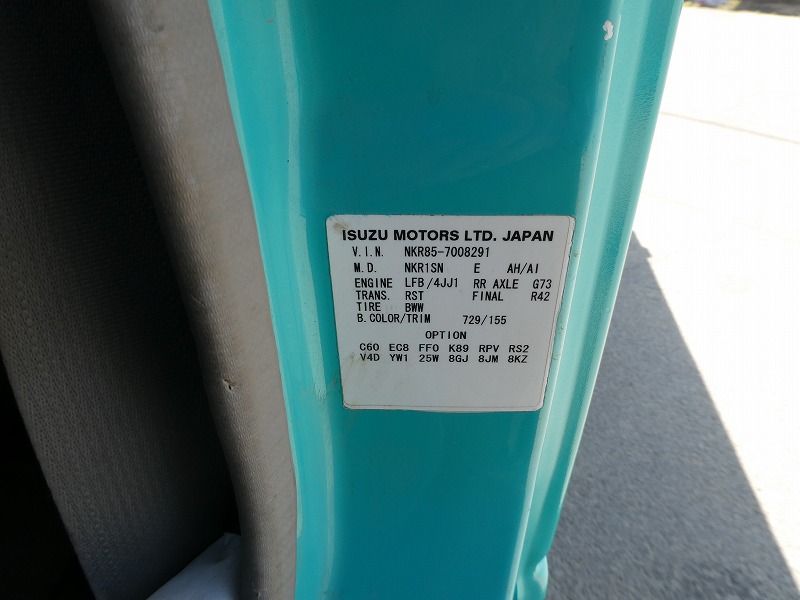 ISUZU MOTORS LTD. JAPAN
V.I.N. NKR85-7008291
M.D. NKR1SN E AH/AI
ENGINE LFB/4JJ1 RR AXLE G73
TRANS. RST FINAL R42
TIRE BWW
B.COLOR/TRIM 729/155
OPTION
C60 EC8 FF0 K89 RPV RS2
V4D YW1 25W 8GJ 8JM 8KZ